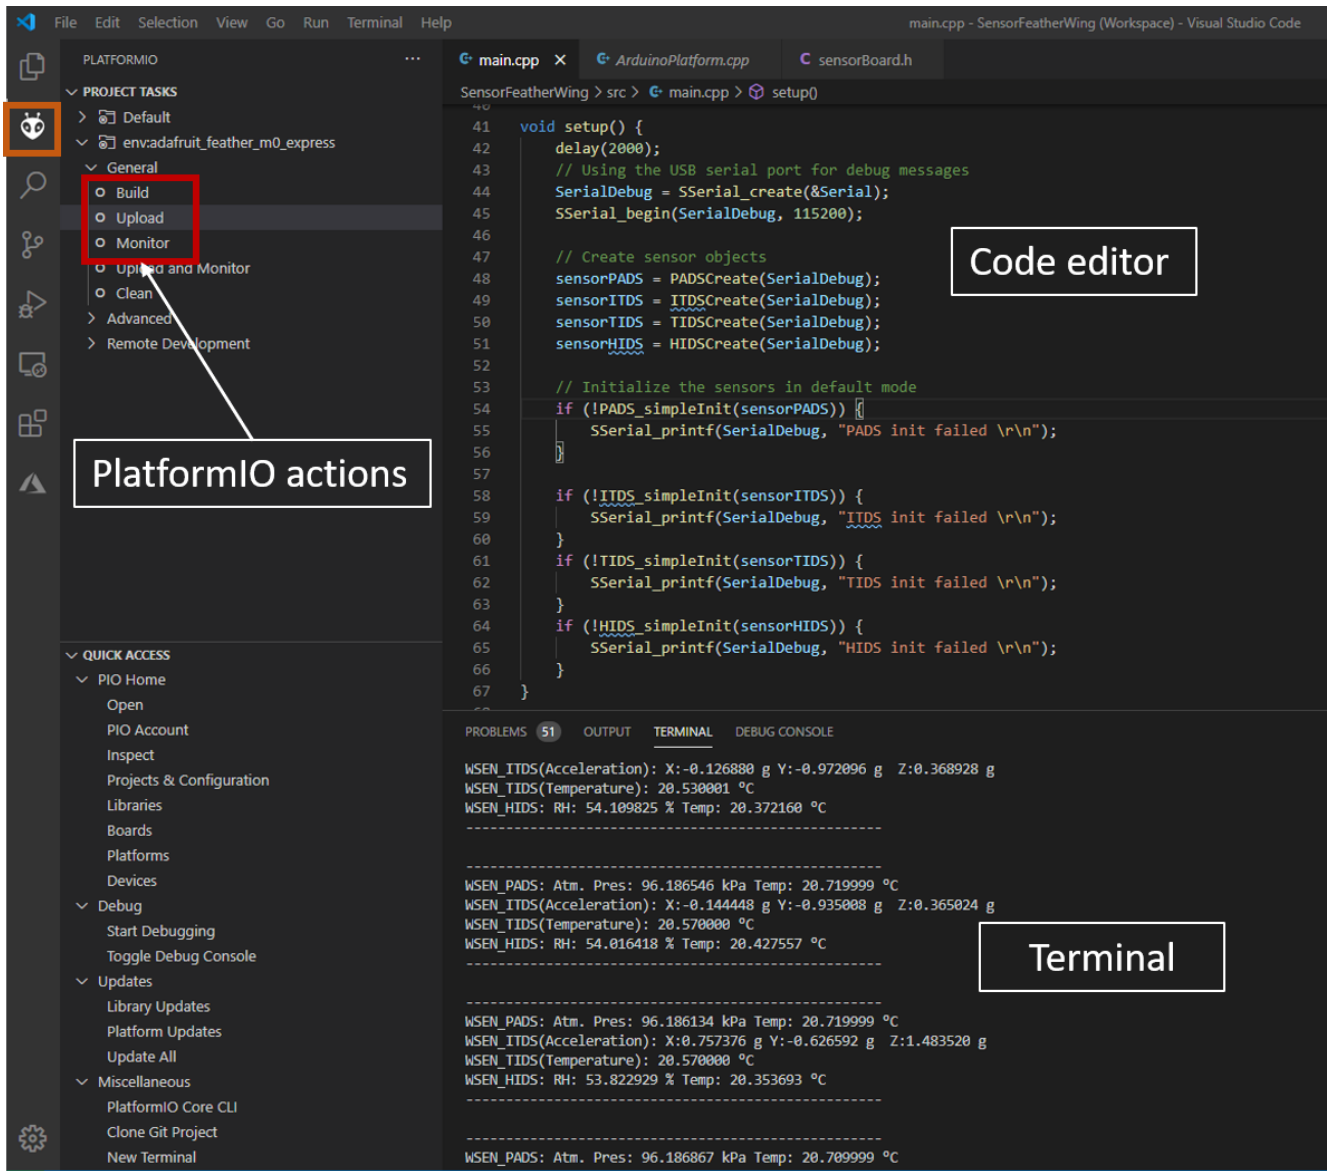 File Edit Selection View Go Run Terminal Help
main.cpp - SensorFeatherWing (Workspace) - Visual Studio Code
PLATFORMIO ···
PROJECT TASKS
Default
env:adafruit_feather_m0_express
General
Build
Upload
Monitor
Upload and Monitor
Clean
Advanced
Remote Development
PlatformIO actions
QUICK ACCESS
PIO Home
Open
PIO Account
Inspect
Projects & Configuration
Libraries
Boards
Platforms
Devices
Debug
Start Debugging
Toggle Debug Console
Updates
Library Updates
Platform Updates
Update All
Miscellaneous
PlatformIO Core CLI
Clone Git Project
New Terminal
main.cpp ArduinoPlatform.cpp sensorBoard.h
SensorFeatherWing > src > main.cpp > setup()
40
41 void setup() {
42 delay(2000);
43 // Using the USB serial port for debug messages
44 SerialDebug = SSerial_create(&Serial);
45 SSerial_begin(SerialDebug, 115200);
46
47 // Create sensor objects
48 sensorPADS = PADSCreate(SerialDebug);
49 sensorITDS = ITDSCreate(SerialDebug);
50 sensorTIDS = TIDSCreate(SerialDebug);
51 sensorHIDS = HIDSCreate(SerialDebug);
52
53 // Initialize the sensors in default mode
54 if (!PADS_simpleInit(sensorPADS)) {
55 SSerial_printf(SerialDebug, "PADS init failed \r\n");
56 }
57
58 if (!ITDS_simpleInit(sensorITDS)) {
59 SSerial_printf(SerialDebug, "ITDS init failed \r\n");
60 }
61 if (!TIDS_simpleInit(sensorTIDS)) {
62 SSerial_printf(SerialDebug, "TIDS init failed \r\n");
63 }
64 if (!HIDS_simpleInit(sensorHIDS)) {
65 SSerial_printf(SerialDebug, "HIDS init failed \r\n");
66 }
67 }
Code editor
PROBLEMS 51 OUTPUT TERMINAL DEBUG CONSOLE
WSEN_ITDS(Acceleration): X:-0.126880 g Y:-0.972096 g Z:0.368928 g
WSEN_TIDS(Temperature): 20.530001 °C
WSEN_HIDS: RH: 54.109825 % Temp: 20.372160 °C
----------------------------------------------------
----------------------------------------------------
WSEN_PADS: Atm. Pres: 96.186546 kPa Temp: 20.719999 °C
WSEN_ITDS(Acceleration): X:-0.144448 g Y:-0.935008 g Z:0.365024 g
WSEN_TIDS(Temperature): 20.570000 °C
WSEN_HIDS: RH: 54.016418 % Temp: 20.427557 °C
----------------------------------------------------
----------------------------------------------------
WSEN_PADS: Atm. Pres: 96.186134 kPa Temp: 20.719999 °C
WSEN_ITDS(Acceleration): X:0.757376 g Y:-0.626592 g Z:1.483520 g
WSEN_TIDS(Temperature): 20.570000 °C
WSEN_HIDS: RH: 53.822929 % Temp: 20.353693 °C
----------------------------------------------------
----------------------------------------------------
WSEN_PADS: Atm. Pres: 96.186867 kPa Temp: 20.709999 °C
Terminal